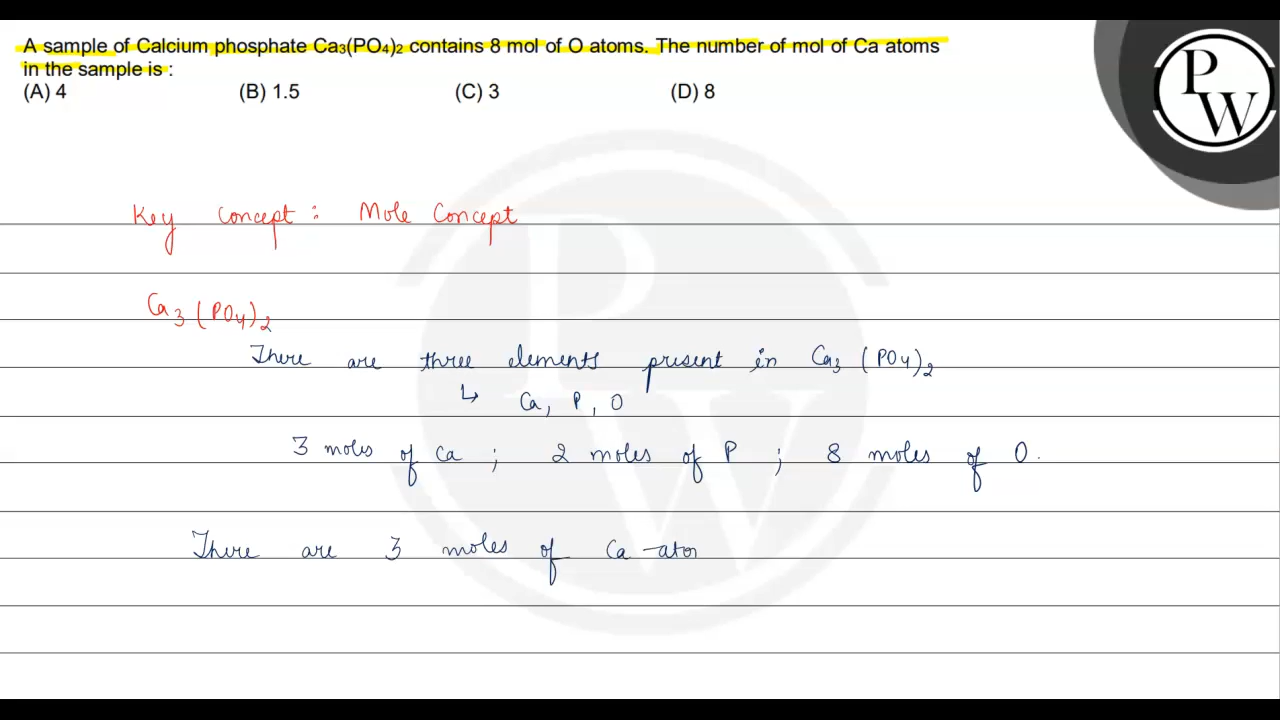 A sample of Calcium phosphate Ca₃(PO₄)₂ contains 8 mol of O atoms. The number of mol of Ca atoms
in the sample is :
(A) 4 (B) 1.5 (C) 3 (D) 8
P
W
Key Concept : Mole Concept
Ca₃(PO₄)₂
There are three elements present in Ca₃(PO₄)₂
↳ Ca, P, O
3 moles of Ca ; 2 moles of P ; 8 moles of O.
There are 3 moles of Ca-ato